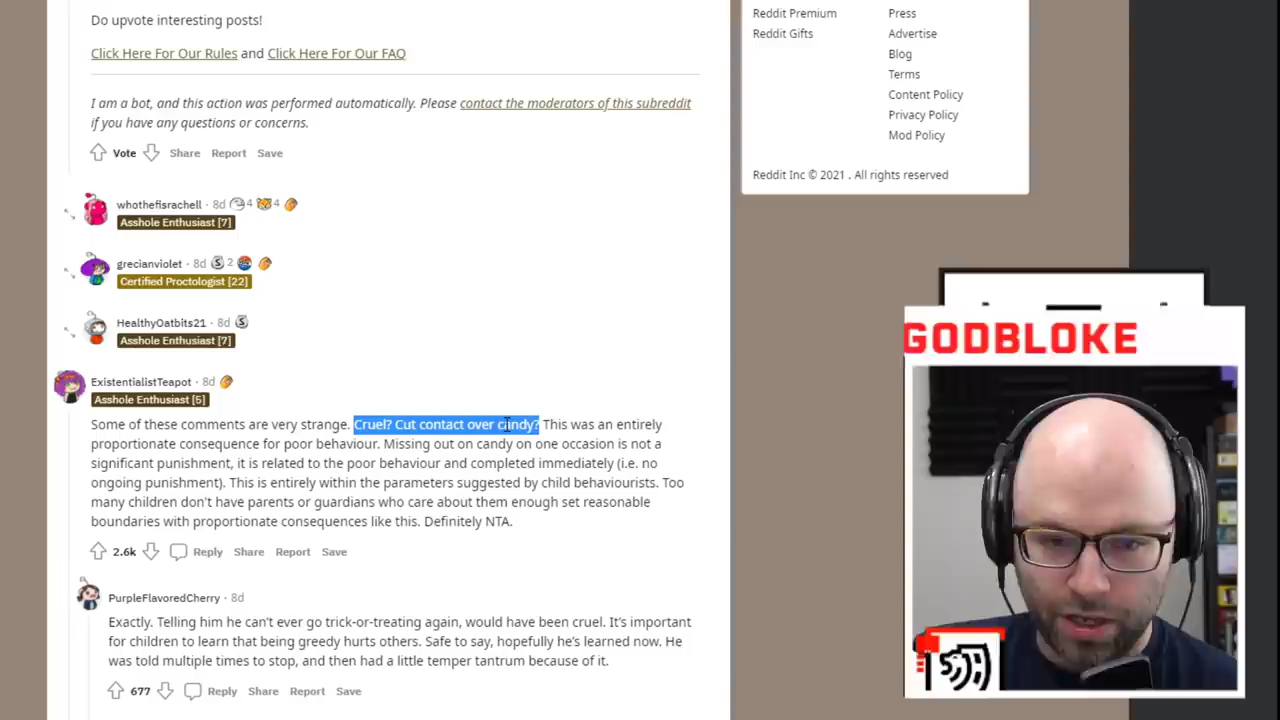 Do upvote interesting posts!
Click Here For Our Rules and Click Here For Our FAQ
I am a bot, and this action was performed automatically. Please contact the moderators of this subreddit
if you have any questions or concerns.
Vote Share Report Save
whothefisrachell · 8d 4 4
Asshole Enthusiast [7]
grecianviolet · 8d 2
Certified Proctologist [22]
HealthyOatbits21 · 8d
Asshole Enthusiast [7]
ExistentialistTeapot · 8d
Asshole Enthusiast [5]
Some of these comments are very strange. Cruel? Cut contact over candy? This was an entirely
proportionate consequence for poor behaviour. Missing out on candy on one occasion is not a
significant punishment, it is related to the poor behaviour and completed immediately (i.e. no
ongoing punishment). This is entirely within the parameters suggested by child behaviourists. Too
many children don't have parents or guardians who care about them enough set reasonable
boundaries with proportionate consequences like this. Definitely NTA.
2.6k Reply Share Report Save
PurpleFlavoredCherry · 8d
Exactly. Telling him he can't ever go trick-or-treating again, would have been cruel. It's important
for children to learn that being greedy hurts others. Safe to say, hopefully he's learned now. He
was told multiple times to stop, and then had a little temper tantrum because of it.
677 Reply Share Report Save
Reddit Premium
Reddit Gifts
Press
Advertise
Blog
Terms
Content Policy
Privacy Policy
Mod Policy
Reddit Inc © 2021 . All rights reserved
GODBLOKE